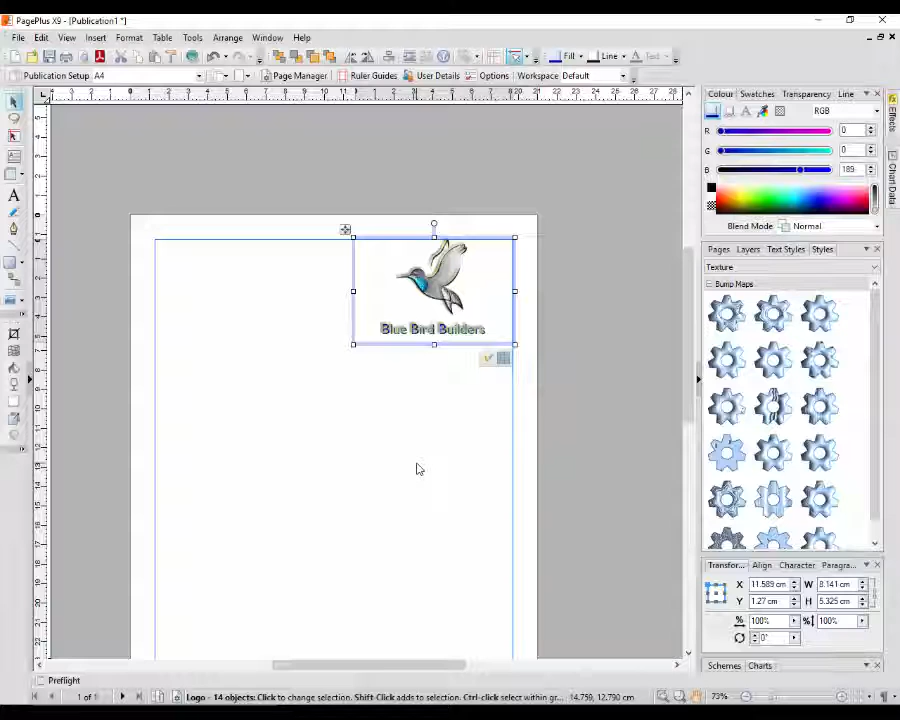 PagePlus X9 - [Publication1 *]
File Edit View Insert Format Table Tools Arrange Window Help
Fill Line Text
Publication Setup A4 Page Manager Ruler Guides User Details Options Workspace Default
Colour Swatches Transparency Line
RGB
R 0
G 0
B 189
Blend Mode Normal
Effects
Chart Data
Pages Layers Text Styles Styles
Texture
Bump Maps
Blue Bird Builders
Transfor... Align Character Paragra...
X 11.589 cm W 8.141 cm
Y 1.27 cm H 5.325 cm
% 100% % 100%
0°
Schemes Charts
Preflight
1 of 1 Logo - 14 objects: Click to change selection. Shift-Click adds to selection. Ctrl-click select within gr... 14.759, 12.790 cm 73%